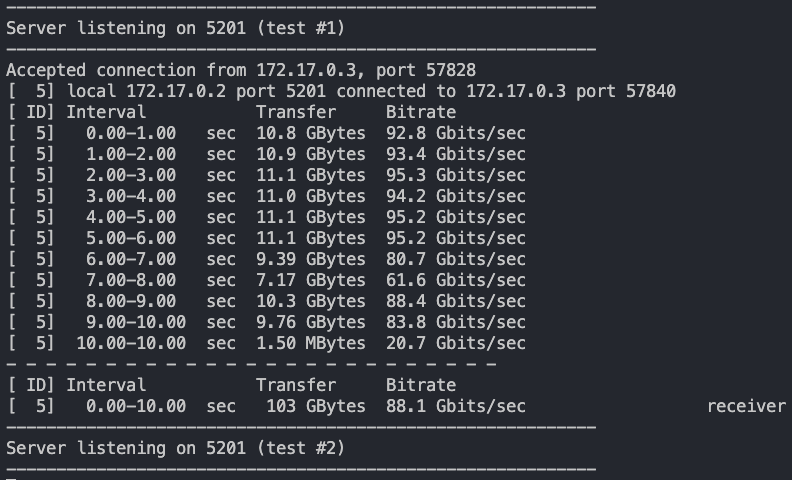 -----------------------------------------------------------
Server listening on 5201 (test #1)
-----------------------------------------------------------
Accepted connection from 172.17.0.3, port 57828
[  5] local 172.17.0.2 port 5201 connected to 172.17.0.3 port 57840
[ ID] Interval           Transfer     Bitrate
[  5]   0.00-1.00   sec  10.8 GBytes  92.8 Gbits/sec
[  5]   1.00-2.00   sec  10.9 GBytes  93.4 Gbits/sec
[  5]   2.00-3.00   sec  11.1 GBytes  95.3 Gbits/sec
[  5]   3.00-4.00   sec  11.0 GBytes  94.2 Gbits/sec
[  5]   4.00-5.00   sec  11.1 GBytes  95.2 Gbits/sec
[  5]   5.00-6.00   sec  11.1 GBytes  95.2 Gbits/sec
[  5]   6.00-7.00   sec  9.39 GBytes  80.7 Gbits/sec
[  5]   7.00-8.00   sec  7.17 GBytes  61.6 Gbits/sec
[  5]   8.00-9.00   sec  10.3 GBytes  88.4 Gbits/sec
[  5]   9.00-10.00  sec  9.76 GBytes  83.8 Gbits/sec
[  5]  10.00-10.00  sec  1.50 MBytes  20.7 Gbits/sec
- - - - - - - - - - - - - - - - - - - - - - - - -
[ ID] Interval           Transfer     Bitrate
[  5]   0.00-10.00  sec   103 GBytes  88.1 Gbits/sec                  receiver
-----------------------------------------------------------
Server listening on 5201 (test #2)
-----------------------------------------------------------